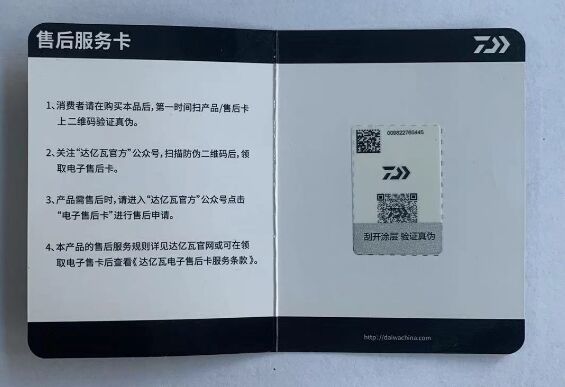 售后服务卡
1、消费者请在购买本品后，第一时间扫产品/售后卡
上二维码验证真伪。
2、关注“达亿瓦官方”公众号，扫描防伪二维码后，领
取电子售后卡。
3、产品需售后时，请进入“达亿瓦官方”公众号点击
“电子售后卡”进行售后申请。
4、本产品的售后服务规则详见达亿瓦官网或可在领
取电子售卡后查看《达亿瓦电子售后卡服务条款》。
009822760445
刮开涂层 验证真伪
http://daiwachina.com